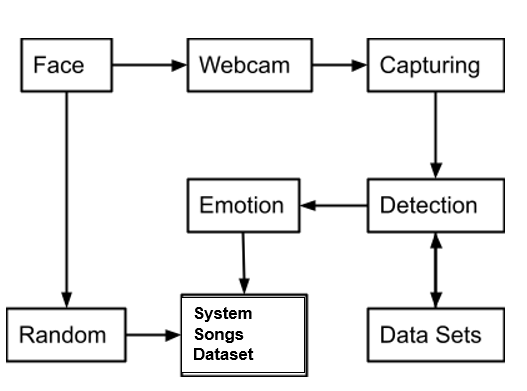 Face
Webcam
Capturing
Emotion
Detection
Random
System
Songs
Dataset
Data Sets